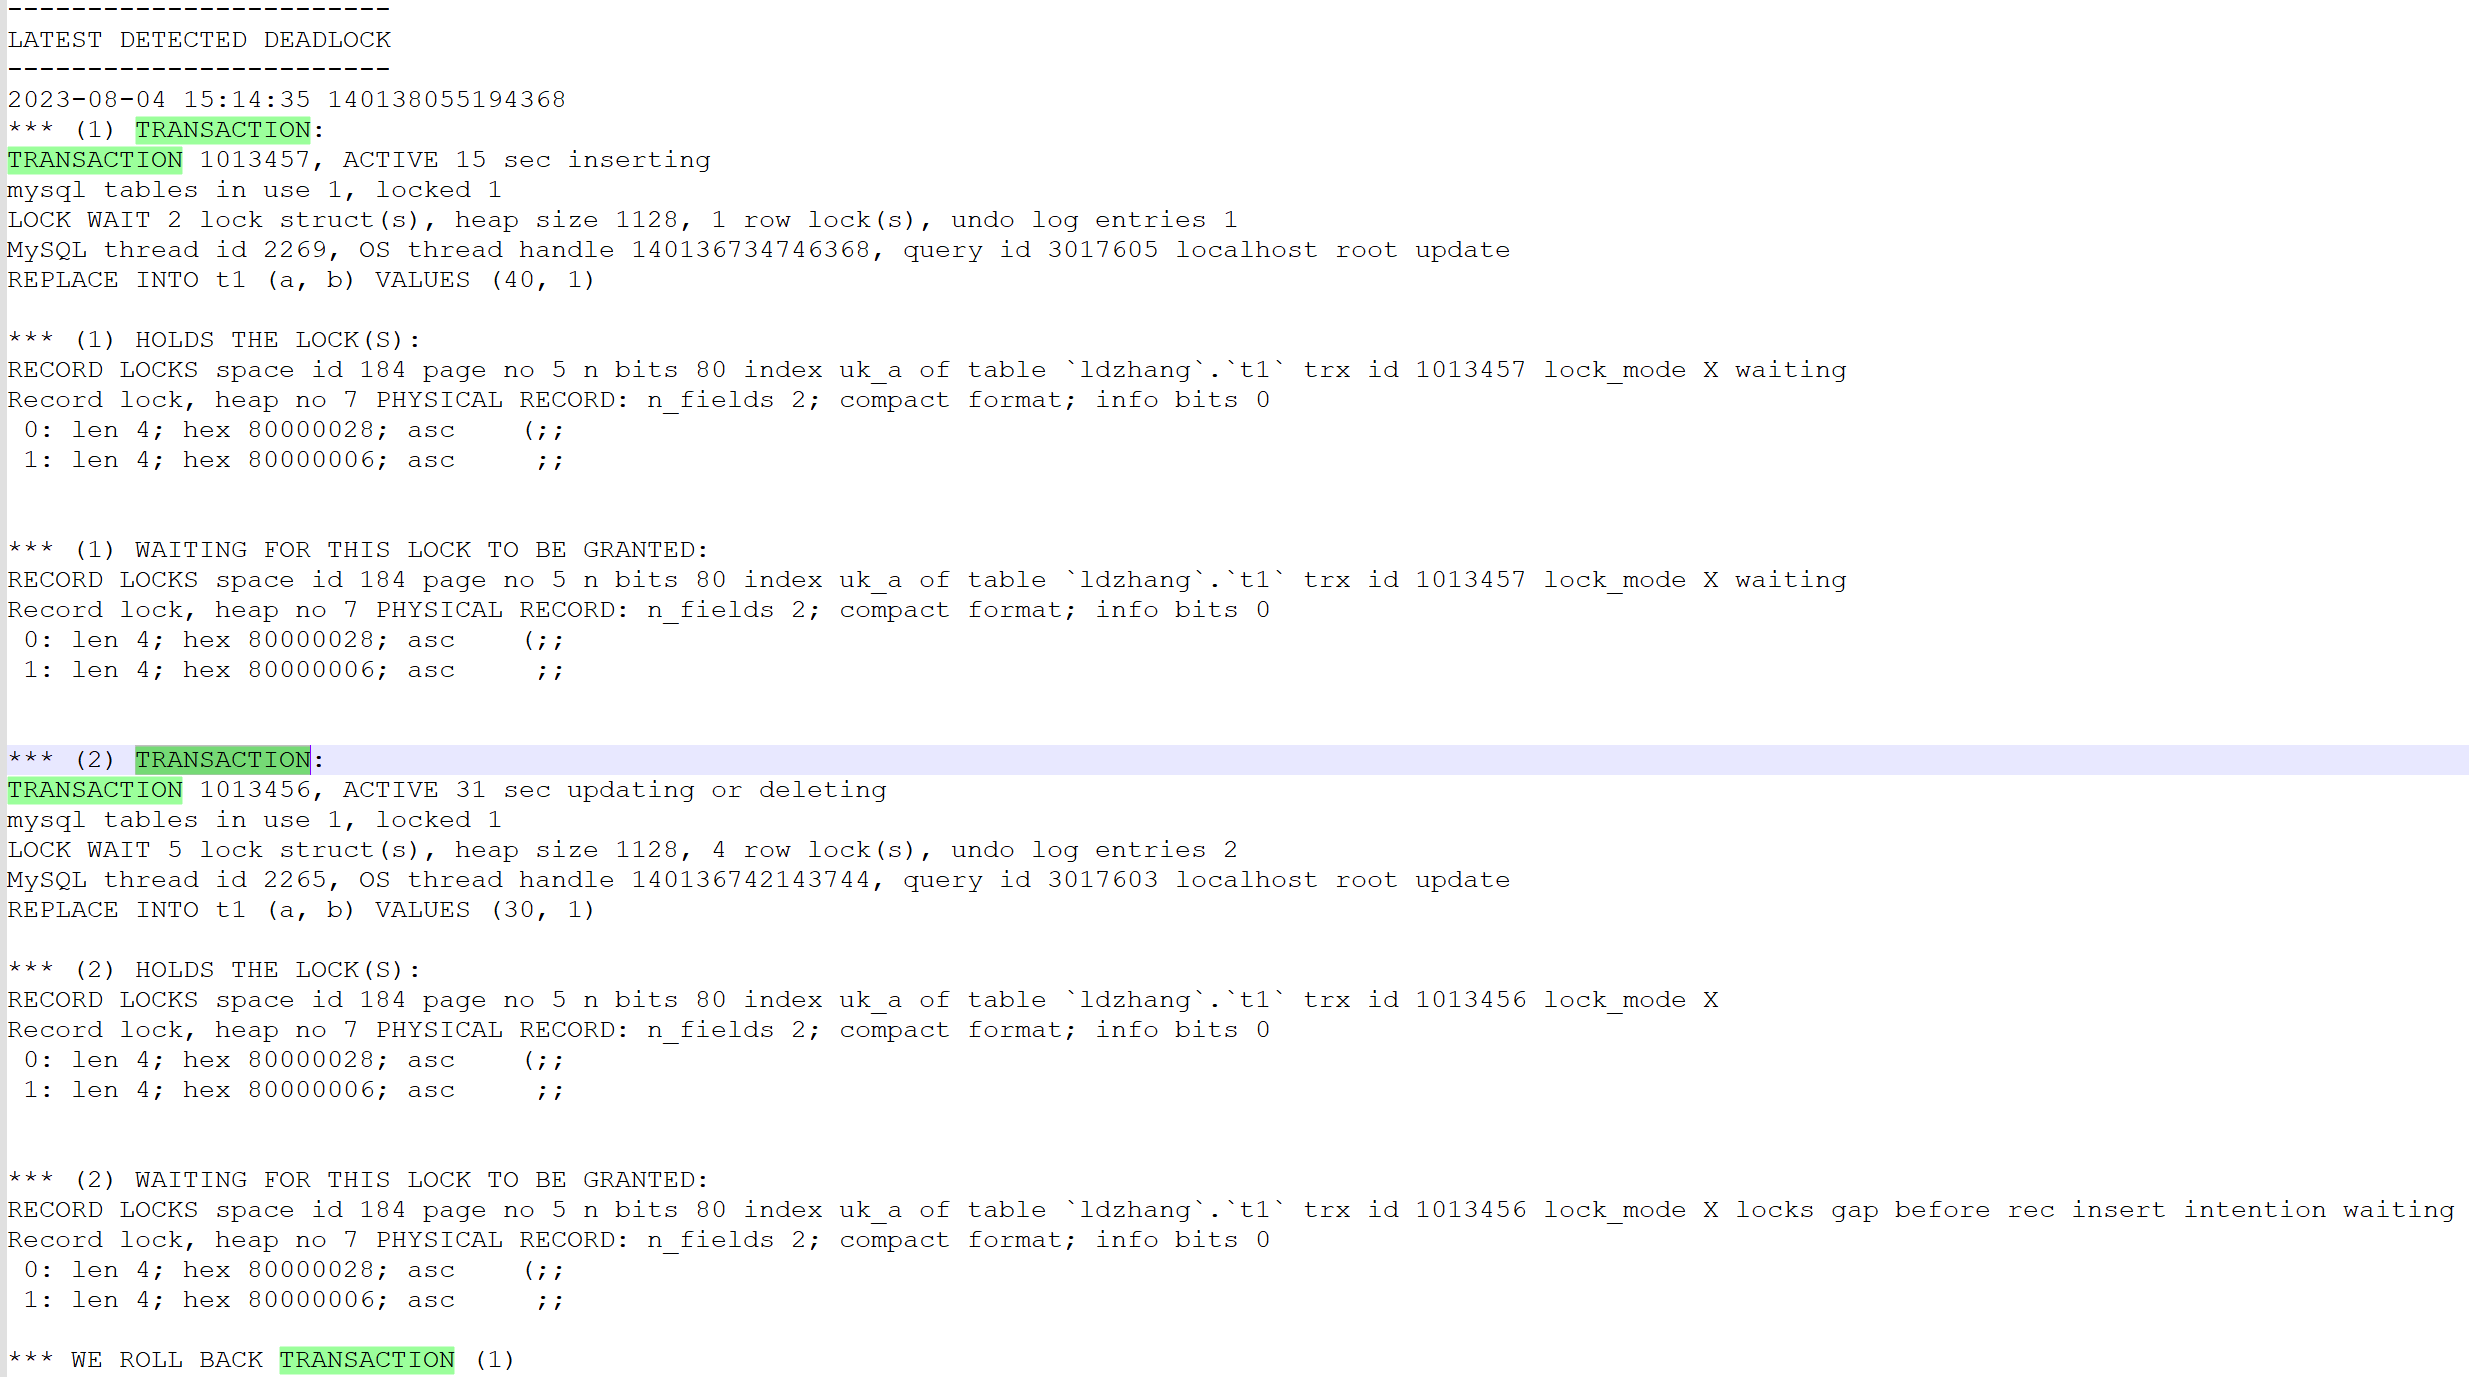 ------------------------
LATEST DETECTED DEADLOCK
------------------------
2023-08-04 15:14:35 140138055194368
*** (1) TRANSACTION:
TRANSACTION 1013457, ACTIVE 15 sec inserting
mysql tables in use 1, locked 1
LOCK WAIT 2 lock struct(s), heap size 1128, 1 row lock(s), undo log entries 1
MySQL thread id 2269, OS thread handle 140136734746368, query id 3017605 localhost root update
REPLACE INTO t1 (a, b) VALUES (40, 1)
*** (1) HOLDS THE LOCK(S):
RECORD LOCKS space id 184 page no 5 n bits 80 index uk_a of table `ldzhang`.`t1` trx id 1013457 lock_mode X waiting
Record lock, heap no 7 PHYSICAL RECORD: n_fields 2; compact format; info bits 0
 0: len 4; hex 80000028; asc    (;;
 1: len 4; hex 80000006; asc     ;;
*** (1) WAITING FOR THIS LOCK TO BE GRANTED:
RECORD LOCKS space id 184 page no 5 n bits 80 index uk_a of table `ldzhang`.`t1` trx id 1013457 lock_mode X waiting
Record lock, heap no 7 PHYSICAL RECORD: n_fields 2; compact format; info bits 0
 0: len 4; hex 80000028; asc    (;;
 1: len 4; hex 80000006; asc     ;;
*** (2) TRANSACTION:
TRANSACTION 1013456, ACTIVE 31 sec updating or deleting
mysql tables in use 1, locked 1
LOCK WAIT 5 lock struct(s), heap size 1128, 4 row lock(s), undo log entries 2
MySQL thread id 2265, OS thread handle 140136742143744, query id 3017603 localhost root update
REPLACE INTO t1 (a, b) VALUES (30, 1)
*** (2) HOLDS THE LOCK(S):
RECORD LOCKS space id 184 page no 5 n bits 80 index uk_a of table `ldzhang`.`t1` trx id 1013456 lock_mode X
Record lock, heap no 7 PHYSICAL RECORD: n_fields 2; compact format; info bits 0
 0: len 4; hex 80000028; asc    (;;
 1: len 4; hex 80000006; asc     ;;
*** (2) WAITING FOR THIS LOCK TO BE GRANTED:
RECORD LOCKS space id 184 page no 5 n bits 80 index uk_a of table `ldzhang`.`t1` trx id 1013456 lock_mode X locks gap before rec insert intention waiting
Record lock, heap no 7 PHYSICAL RECORD: n_fields 2; compact format; info bits 0
 0: len 4; hex 80000028; asc    (;;
 1: len 4; hex 80000006; asc     ;;
*** WE ROLL BACK TRANSACTION (1)